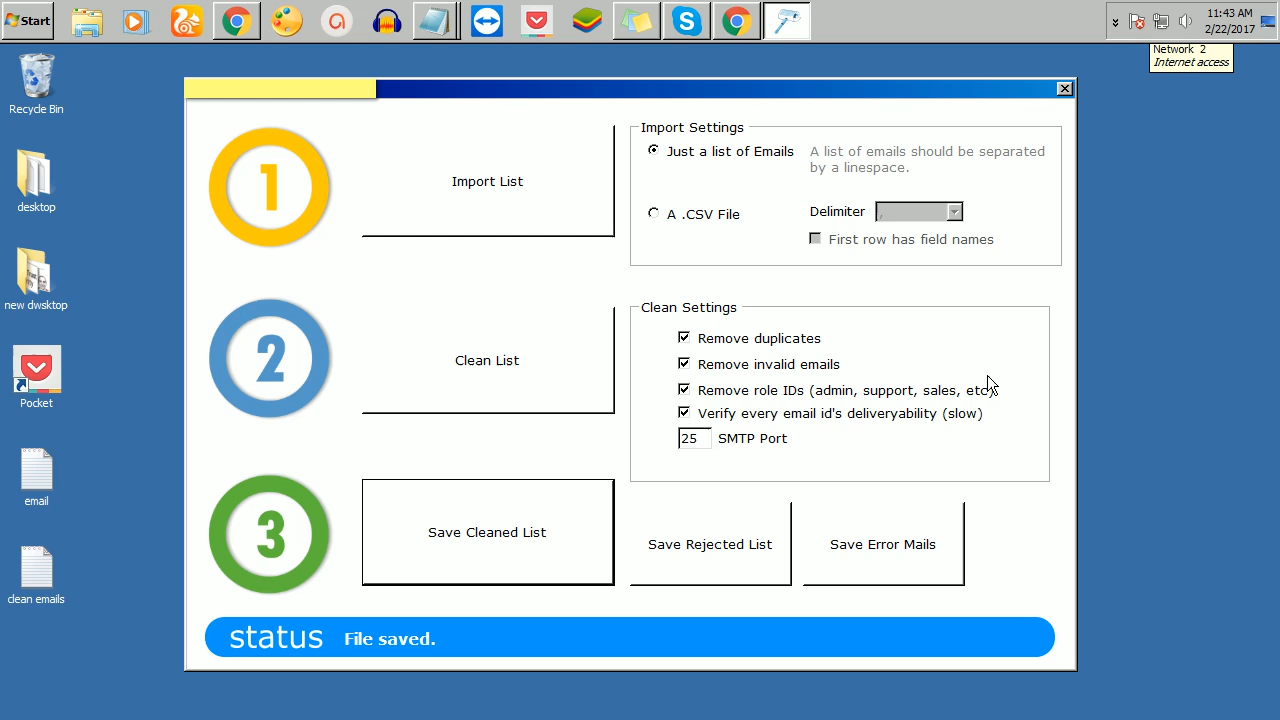 Start
11:43 AM
2/22/2017
Network 2
Internet access
Recycle Bin
desktop
new dwsktop
Pocket
email
clean emails
1
Import List
Import Settings
Just a list of Emails
A list of emails should be separated
by a linespace.
A .CSV File
Delimiter ,
First row has field names
2
Clean List
Clean Settings
Remove duplicates
Remove invalid emails
Remove role IDs (admin, support, sales, etc)
Verify every email id's deliveryability (slow)
25 SMTP Port
3
Save Cleaned List
Save Rejected List
Save Error Mails
status File saved.